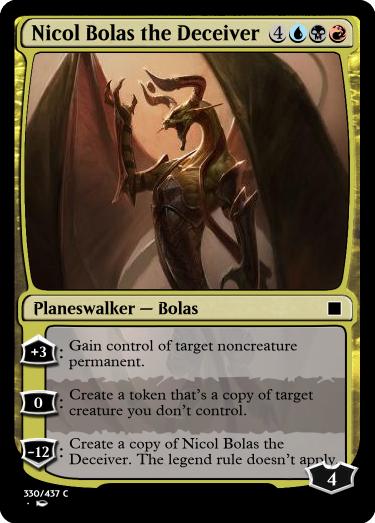 Nicol Bolas the Deceiver 4
Planeswalker — Bolas
+3: Gain control of target noncreature
permanent.
0: Create a token that's a copy of target
creature you don't control.
-12: Create a copy of Nicol Bolas the
Deceiver. The legend rule doesn't apply
4
330/437 C